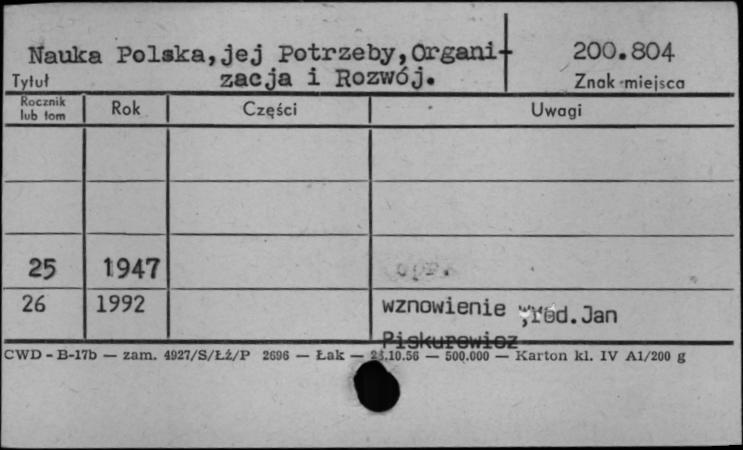 Nauka Polska, jej Potrzeby, Organi- 200.804
Tytuł zacja i Rozwój. Znak miejsca
Rocznik lub tom Rok Części Uwagi
25 1947 opr.
26 1992 wznowienie , red. Jan
Piskurewicz
CWD - B-17b — zam. 4927/S/ŁŻ/P 2696 — Łak — 23.10.56 — 500.000 — Karton kl. IV A1/200 g